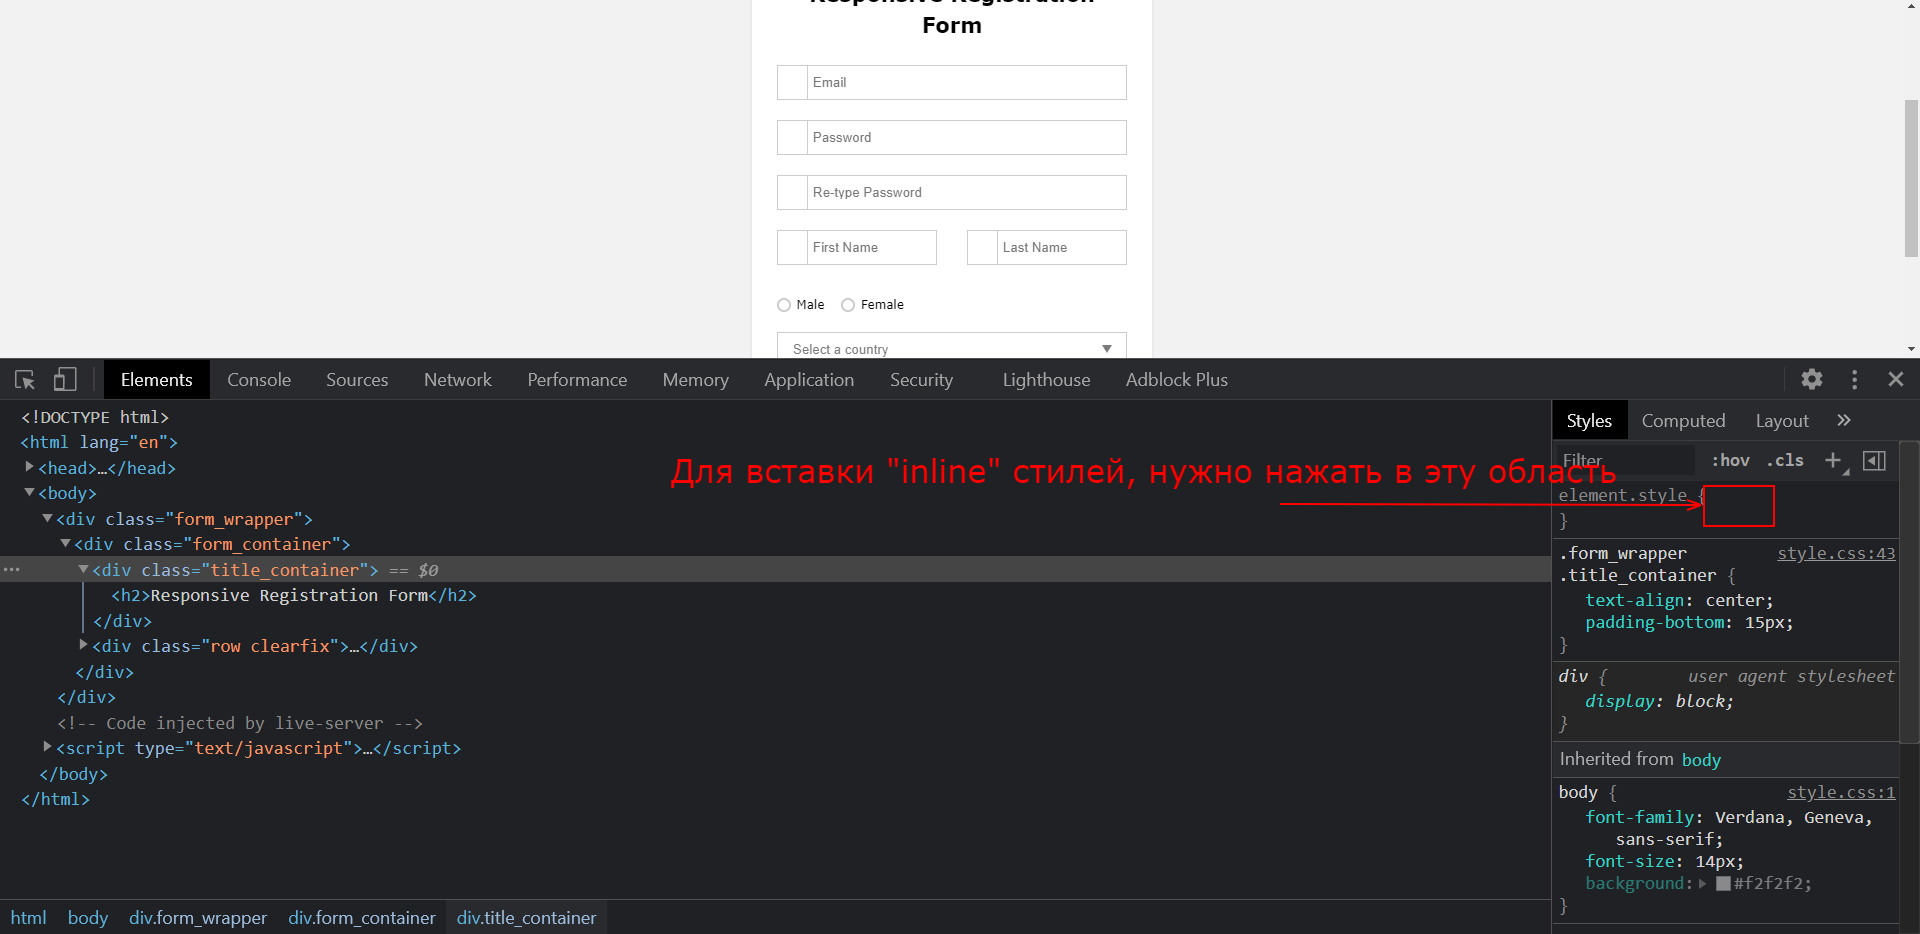 Responsive Registration
Form
Email
Password
Re-type Password
First Name
Last Name
Male
Female
Select a country
Elements
Console
Sources
Network
Performance
Memory
Application
Security
Lighthouse
Adblock Plus
<!DOCTYPE html>
<html lang="en">
<head>…</head>
<body>
<div class="form_wrapper">
<div class="form_container">
<div class="title_container"> == $0
<h2>Responsive Registration Form</h2>
</div>
<div class="row clearfix">…</div>
</div>
</div>
<!-- Code injected by live-server -->
<script type="text/javascript">…</script>
</body>
</html>
html body div.form_wrapper div.form_container div.title_container
Для вставки "inline" стилей, нужно нажать в эту область
Styles
Computed
Layout
»
Filter
:hov .cls +
element.style {
}
.form_wrapper style.css:43
.title_container {
text-align: center;
padding-bottom: 15px;
}
div { user agent stylesheet
display: block;
}
Inherited from body
body { style.css:1
font-family: Verdana, Geneva,
sans-serif;
font-size: 14px;
background: #f2f2f2;
}